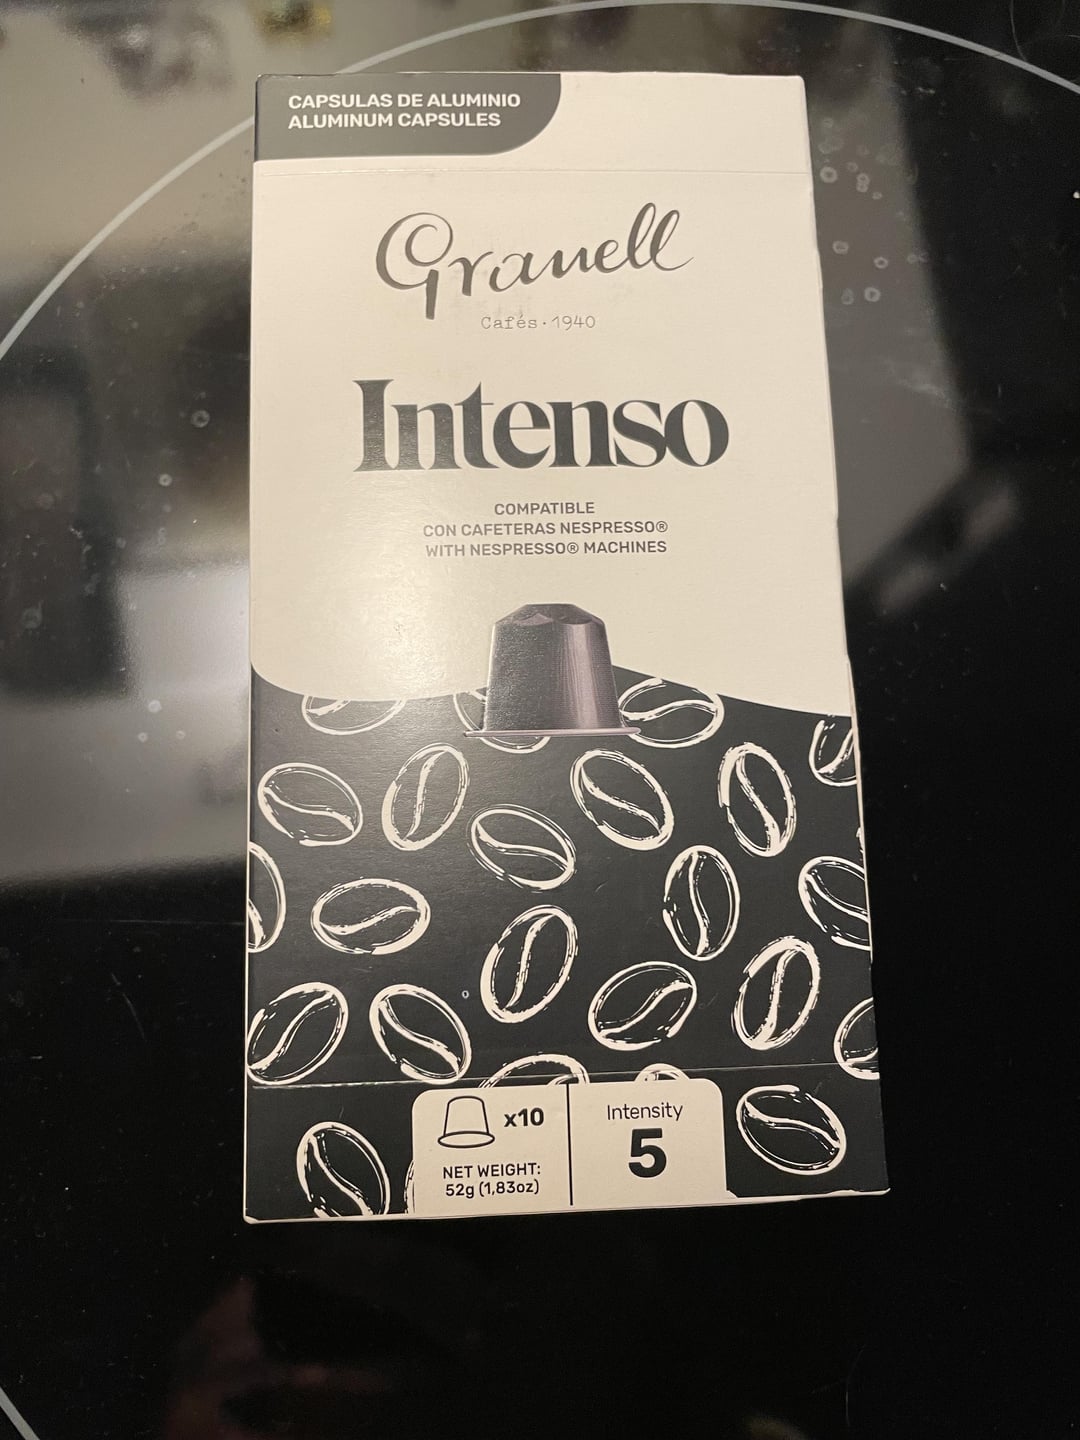 CAPSULAS DE ALUMINIO
ALUMINUM CAPSULES
Granell
Cafés · 1940
Intenso
COMPATIBLE
CON CAFETERAS NESPRESSO®
WITH NESPRESSO® MACHINES
x10
NET WEIGHT:
52g (1,83oz)
Intensity
5